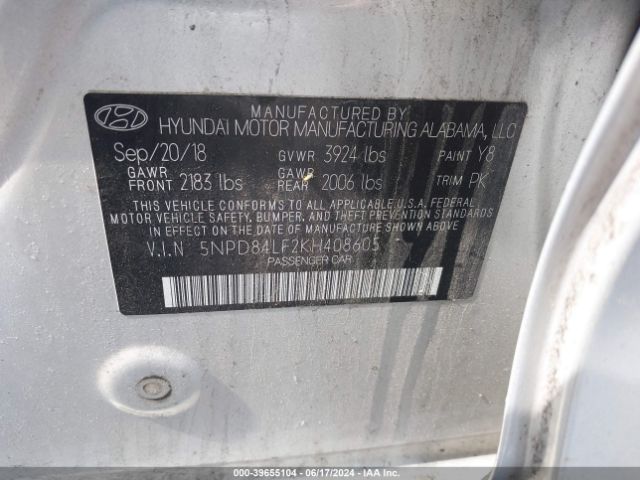 MANUFACTURED BY
HYUNDAI MOTOR MANUFACTURING ALABAMA, LLC
Sep/20/18 GVWR 3924 lbs PAINT Y8
GAWR FRONT 2183 lbs GAWR REAR 2006 lbs TRIM PK
THIS VEHICLE CONFORMS TO ALL APPLICABLE U.S.A. FEDERAL
MOTOR VEHICLE SAFETY, BUMPER, AND THEFT PREVENTION STANDARDS
IN EFFECT ON THE DATE OF MANUFACTURE SHOWN ABOVE
V.I.N 5NPD84LF2KH408605
PASSENGER CAR
000-39655104 - 06/17/2024 - IAA Inc.